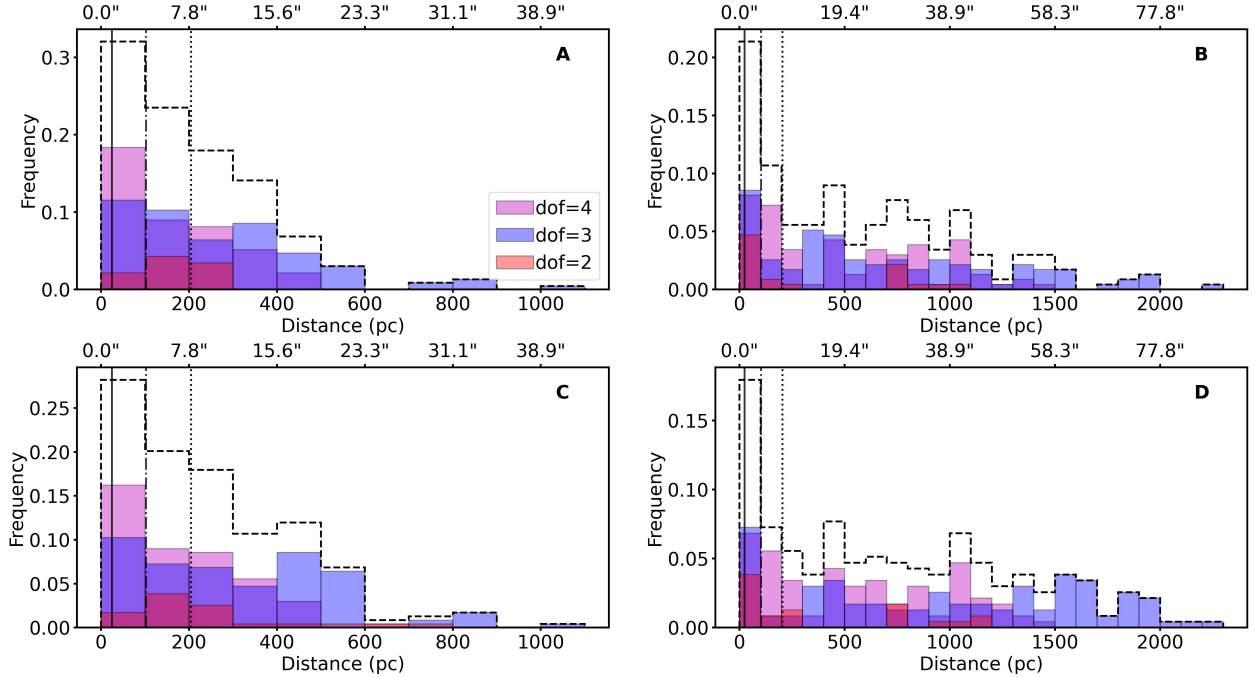 0.0" 7.8" 15.6" 23.3" 31.1" 38.9"
0.0" 19.4" 38.9" 58.3" 77.8"
A
B
Frequency
0.3
0.2
0.1
0.0
dof=4
dof=3
dof=2
0 200 400 600 800 1000
Distance (pc)
Frequency
0.20
0.15
0.10
0.05
0.00
0 500 1000 1500 2000
Distance (pc)
0.0" 7.8" 15.6" 23.3" 31.1" 38.9"
0.0" 19.4" 38.9" 58.3" 77.8"
C
D
Frequency
0.25
0.20
0.15
0.10
0.05
0.00
0 200 400 600 800 1000
Distance (pc)
Frequency
0.15
0.10
0.05
0.00
0 500 1000 1500 2000
Distance (pc)